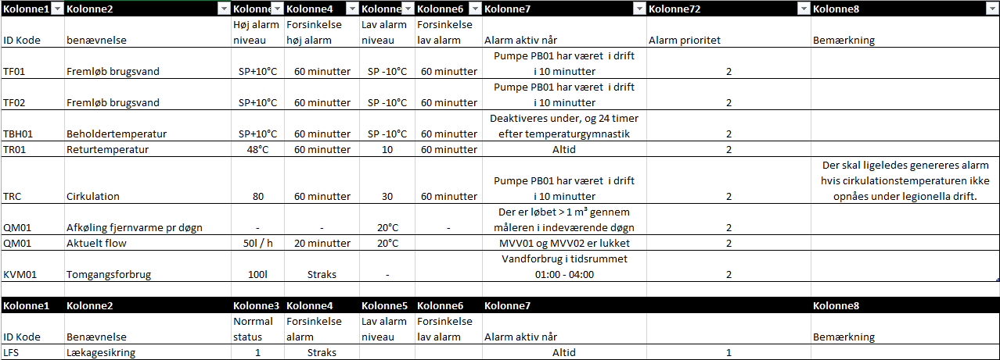 Kolonne1 Kolonne2 Kolonne Kolonne4 Kolonne Kolonne6 Kolonne7 Kolonne72 Kolonne8
Høj alarm Forsinkelse Lav alarm Forsinkelse
ID Kode benævnelse niveau høj alarm niveau lav alarm Alarm aktiv når Alarm prioritet Bemærkning
Pumpe PB01 har været i drift
TF01 Fremløb brugsvand SP+10°C 60 minutter SP -10°C 60 minutter i 10 minutter 2
Pumpe PB01 har været i drift
TF02 Fremløb brugsvand SP+10°C 60 minutter SP -10°C 60 minutter i 10 minutter 2
Deaktiveres under, og 24 timer
TBH01 Beholdertemperatur SP+10°C 60 minutter SP -10°C 60 minutter efter temperaturgymnastik 2
TR01 Returtemperatur 48°C 60 minutter 10 60 minutter Altid 2
Der skal ligeledes genereres alarm
Pumpe PB01 har været i drift hvis cirkulationstemperaturen ikke
TRC Cirkulation 80 60 minutter 30 60 minutter i 10 minutter 2 opnåes under legionella drift.
Der er løbet > 1 m³ gennem
QM01 Afkøling fjernvarme pr døgn - - 20°C - måleren i indeværende døgn 2
QM01 Aktuelt flow 50l / h 20 minutter 20°C MVV01 og MVV02 er lukket 2
Vandforbrug i tidsrummet
KVM01 Tomgangsforbrug 100l Straks - 01:00 - 04:00 2
Kolonne1 Kolonne2 Kolonne3 Kolonne4 Kolonne5 Kolonne6 Kolonne7 Kolonne8
Norrmal Forsinkelse Lav alarm Forsinkelse
ID Kode Benævnelse status alarm niveau lav alarm Alarm aktiv når Bemærkning
LFS Lækagesikring 1 Straks Altid 1